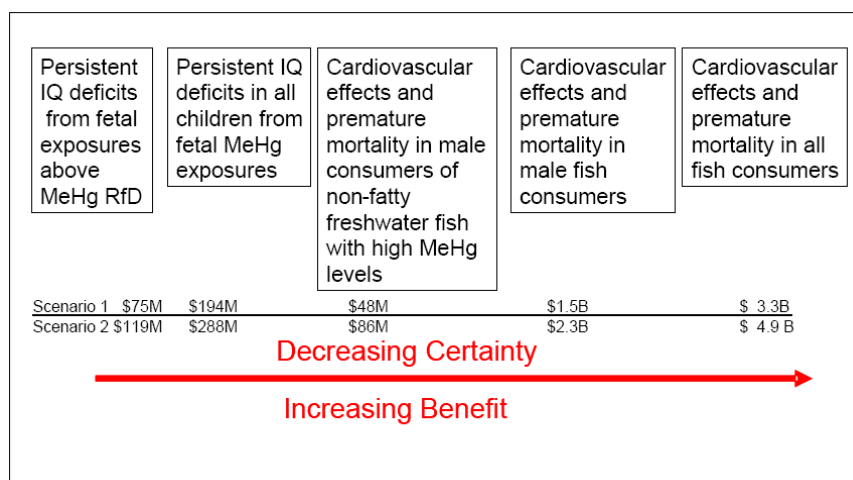 Persistent
IQ deficits
from fetal
exposures
above
MeHg RfD
Persistent IQ
deficits in all
children from
fetal MeHg
exposures
Cardiovascular
effects and
premature
mortality in male
consumers of
non-fatty
freshwater fish
with high MeHg
levels
Cardiovascular
effects and
premature
mortality in
male fish
consumers
Cardiovascular
effects and
premature
mortality in all
fish consumers
Scenario 1 $75M $194M $48M $1.5B $ 3.3B
Scenario 2 $119M $288M $86M $2.3B $ 4.9 B
Decreasing Certainty
Increasing Benefit